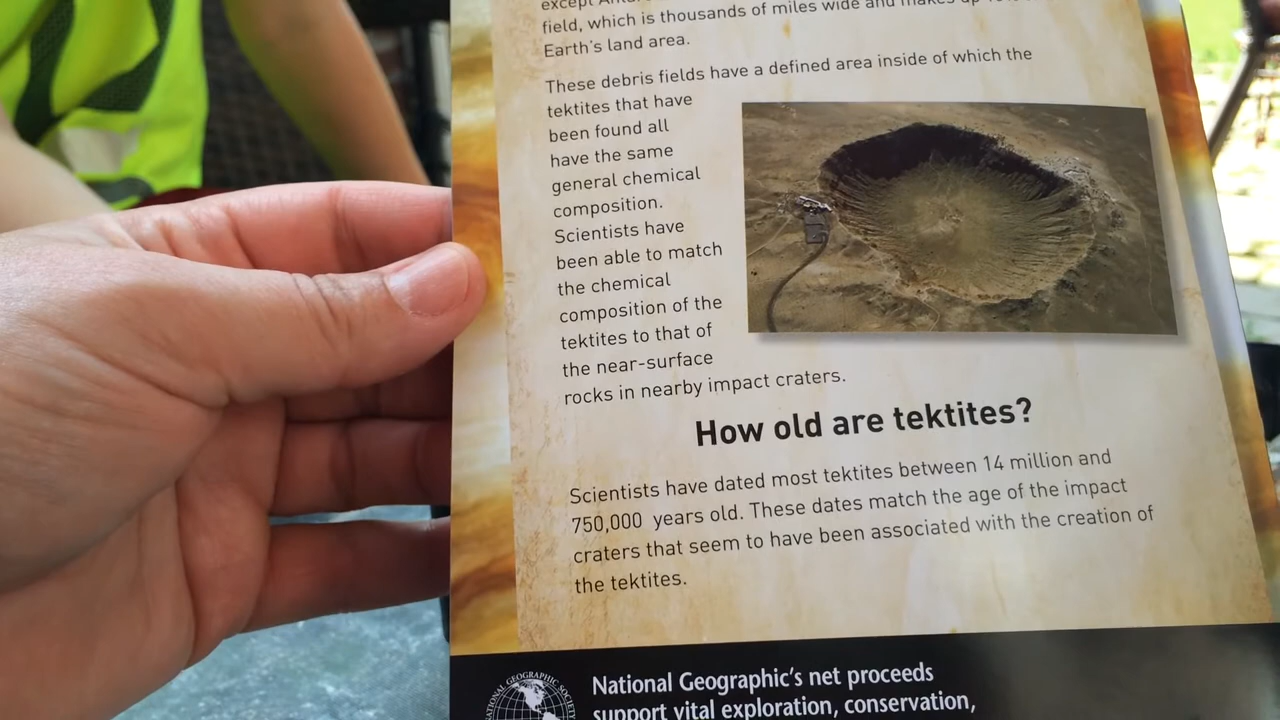 except
field, which is thousands of miles wide and makes up
Earth's land area.
These debris fields have a defined area inside of which the
tektites that have
been found all
have the same
general chemical
composition.
Scientists have
been able to match
the chemical
composition of the
tektites to that of
the near-surface
rocks in nearby impact craters.
How old are tektites?
Scientists have dated most tektites between 14 million and
750,000 years old. These dates match the age of the impact
craters that seem to have been associated with the creation of
the tektites.
NATIONAL GEOGRAPHIC SOCIETY
National Geographic's net proceeds
support vital exploration, conservation,